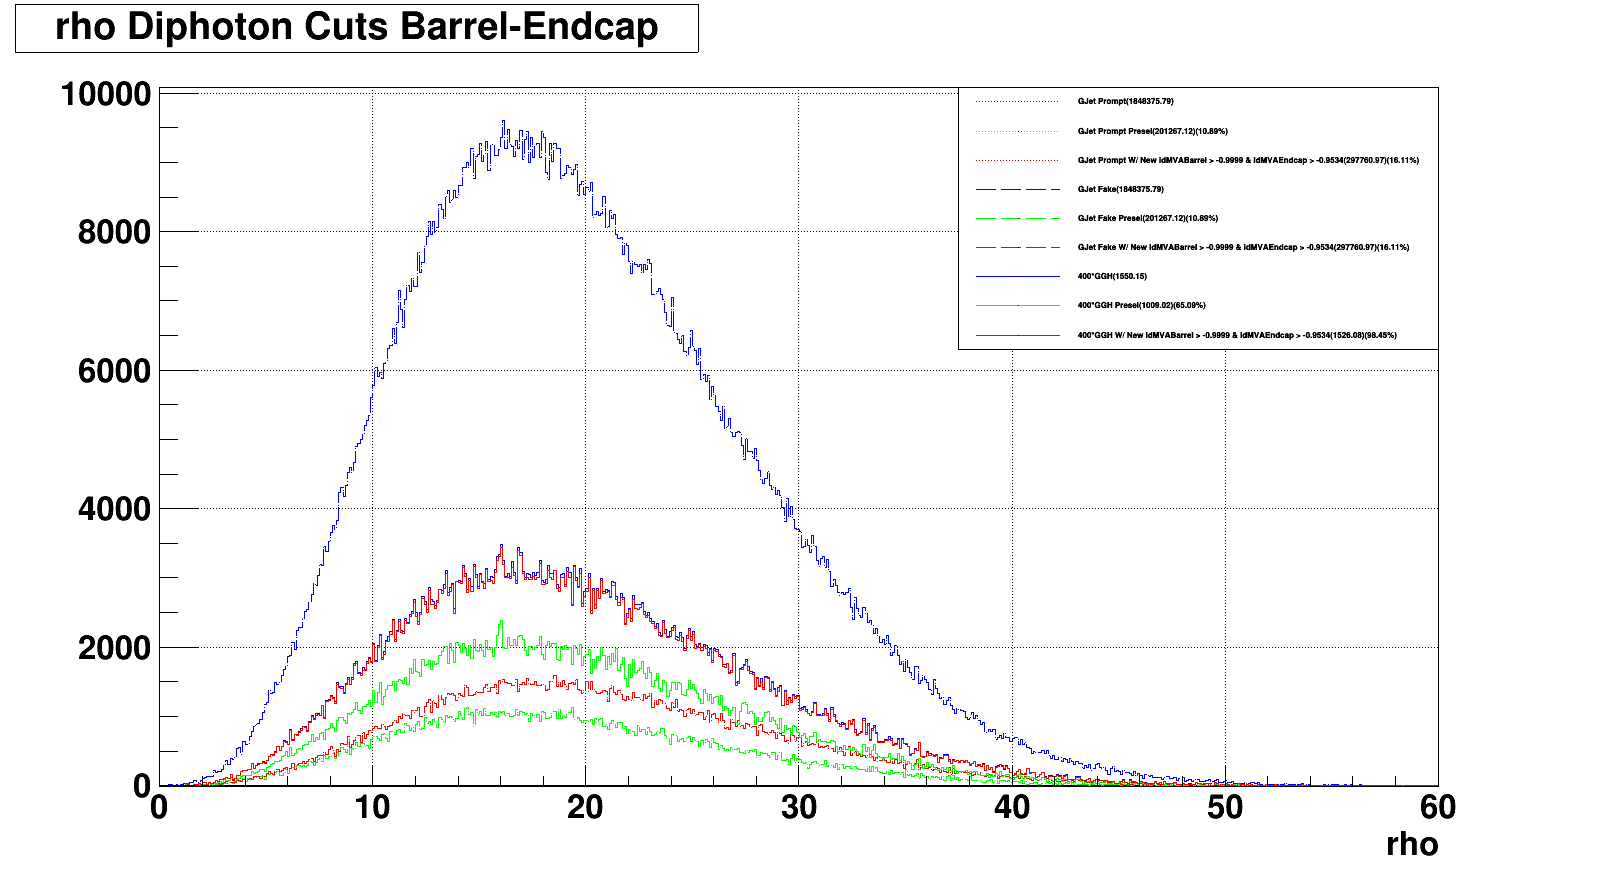 rho Diphoton Cuts Barrel-Endcap
10000
8000
6000
4000
2000
0
0 10 20 30 40 50 60
rho
GJet Prompt(1848375.79)
GJet Prompt Presel(201267.12)(10.89%)
GJet Prompt W/ New idMVABarrel > -0.9999 & idMVAEndcap > -0.9534(297760.97)(16.11%)
GJet Fake(1848375.79)
GJet Fake Presel(201267.12)(10.89%)
GJet Fake W/ New idMVABarrel > -0.9999 & idMVAEndcap > -0.9534(297760.97)(16.11%)
400*GGH(1550.15)
400*GGH Presel(1009.02)(65.09%)
400*GGH W/ New idMVABarrel > -0.9999 & idMVAEndcap > -0.9534(1526.08)(98.45%)